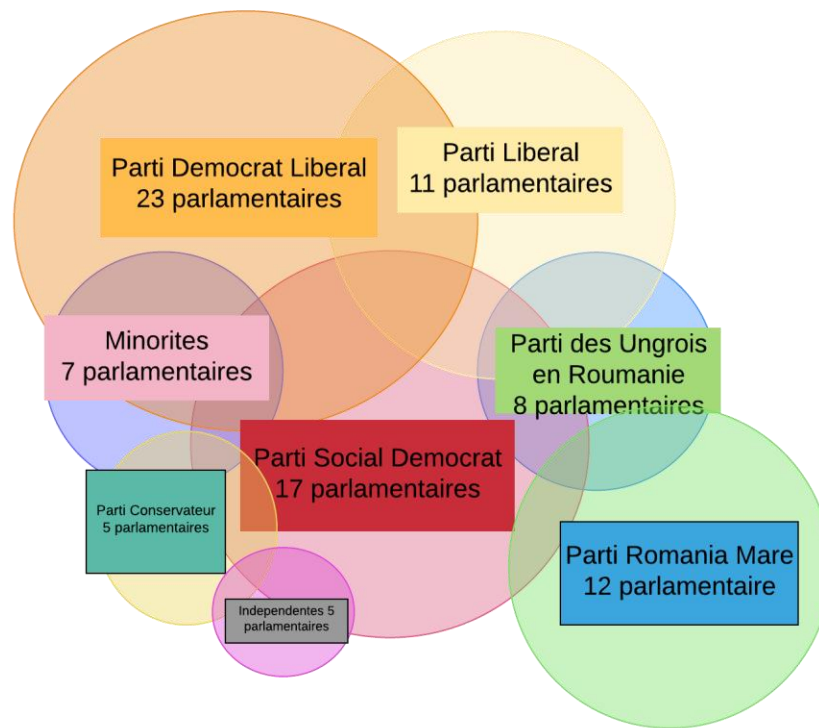 Parti Democrat Liberal
23 parlamentaires
Parti Liberal
11 parlamentaires
Minorites
7 parlamentaires
Parti des Ungrois
en Roumanie
8 parlamentaires
Parti Social Democrat
17 parlamentaires
Parti Conservateur
5 parlamentaires
Parti Romania Mare
12 parlamentaire
Independentes 5
parlamentaires